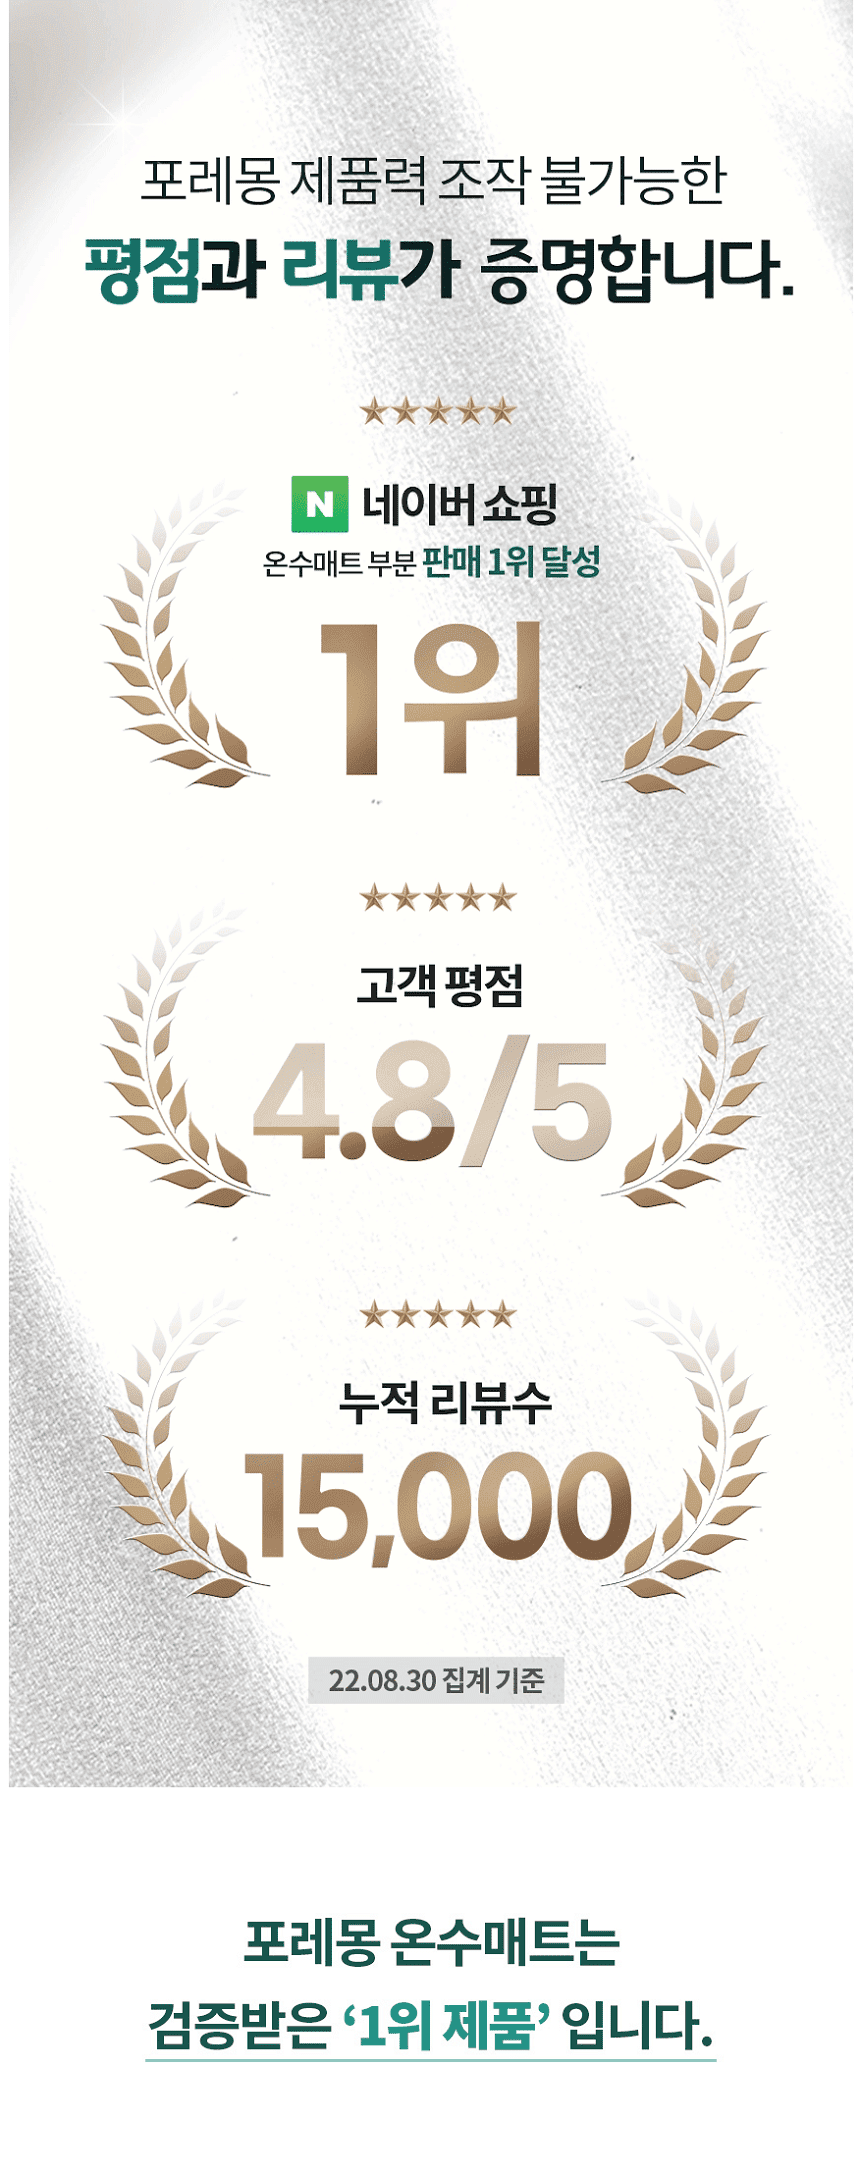 포레몽 제품력 조작 불가능한
평점과 리뷰가 증명합니다.
N 네이버 쇼핑
온수매트 부분 판매 1위 달성
1위
고객 평점
4.8/5
누적 리뷰수
15,000
22.08.30 집계 기준
포레몽 온수매트는
검증받은 ‘1위 제품’ 입니다.